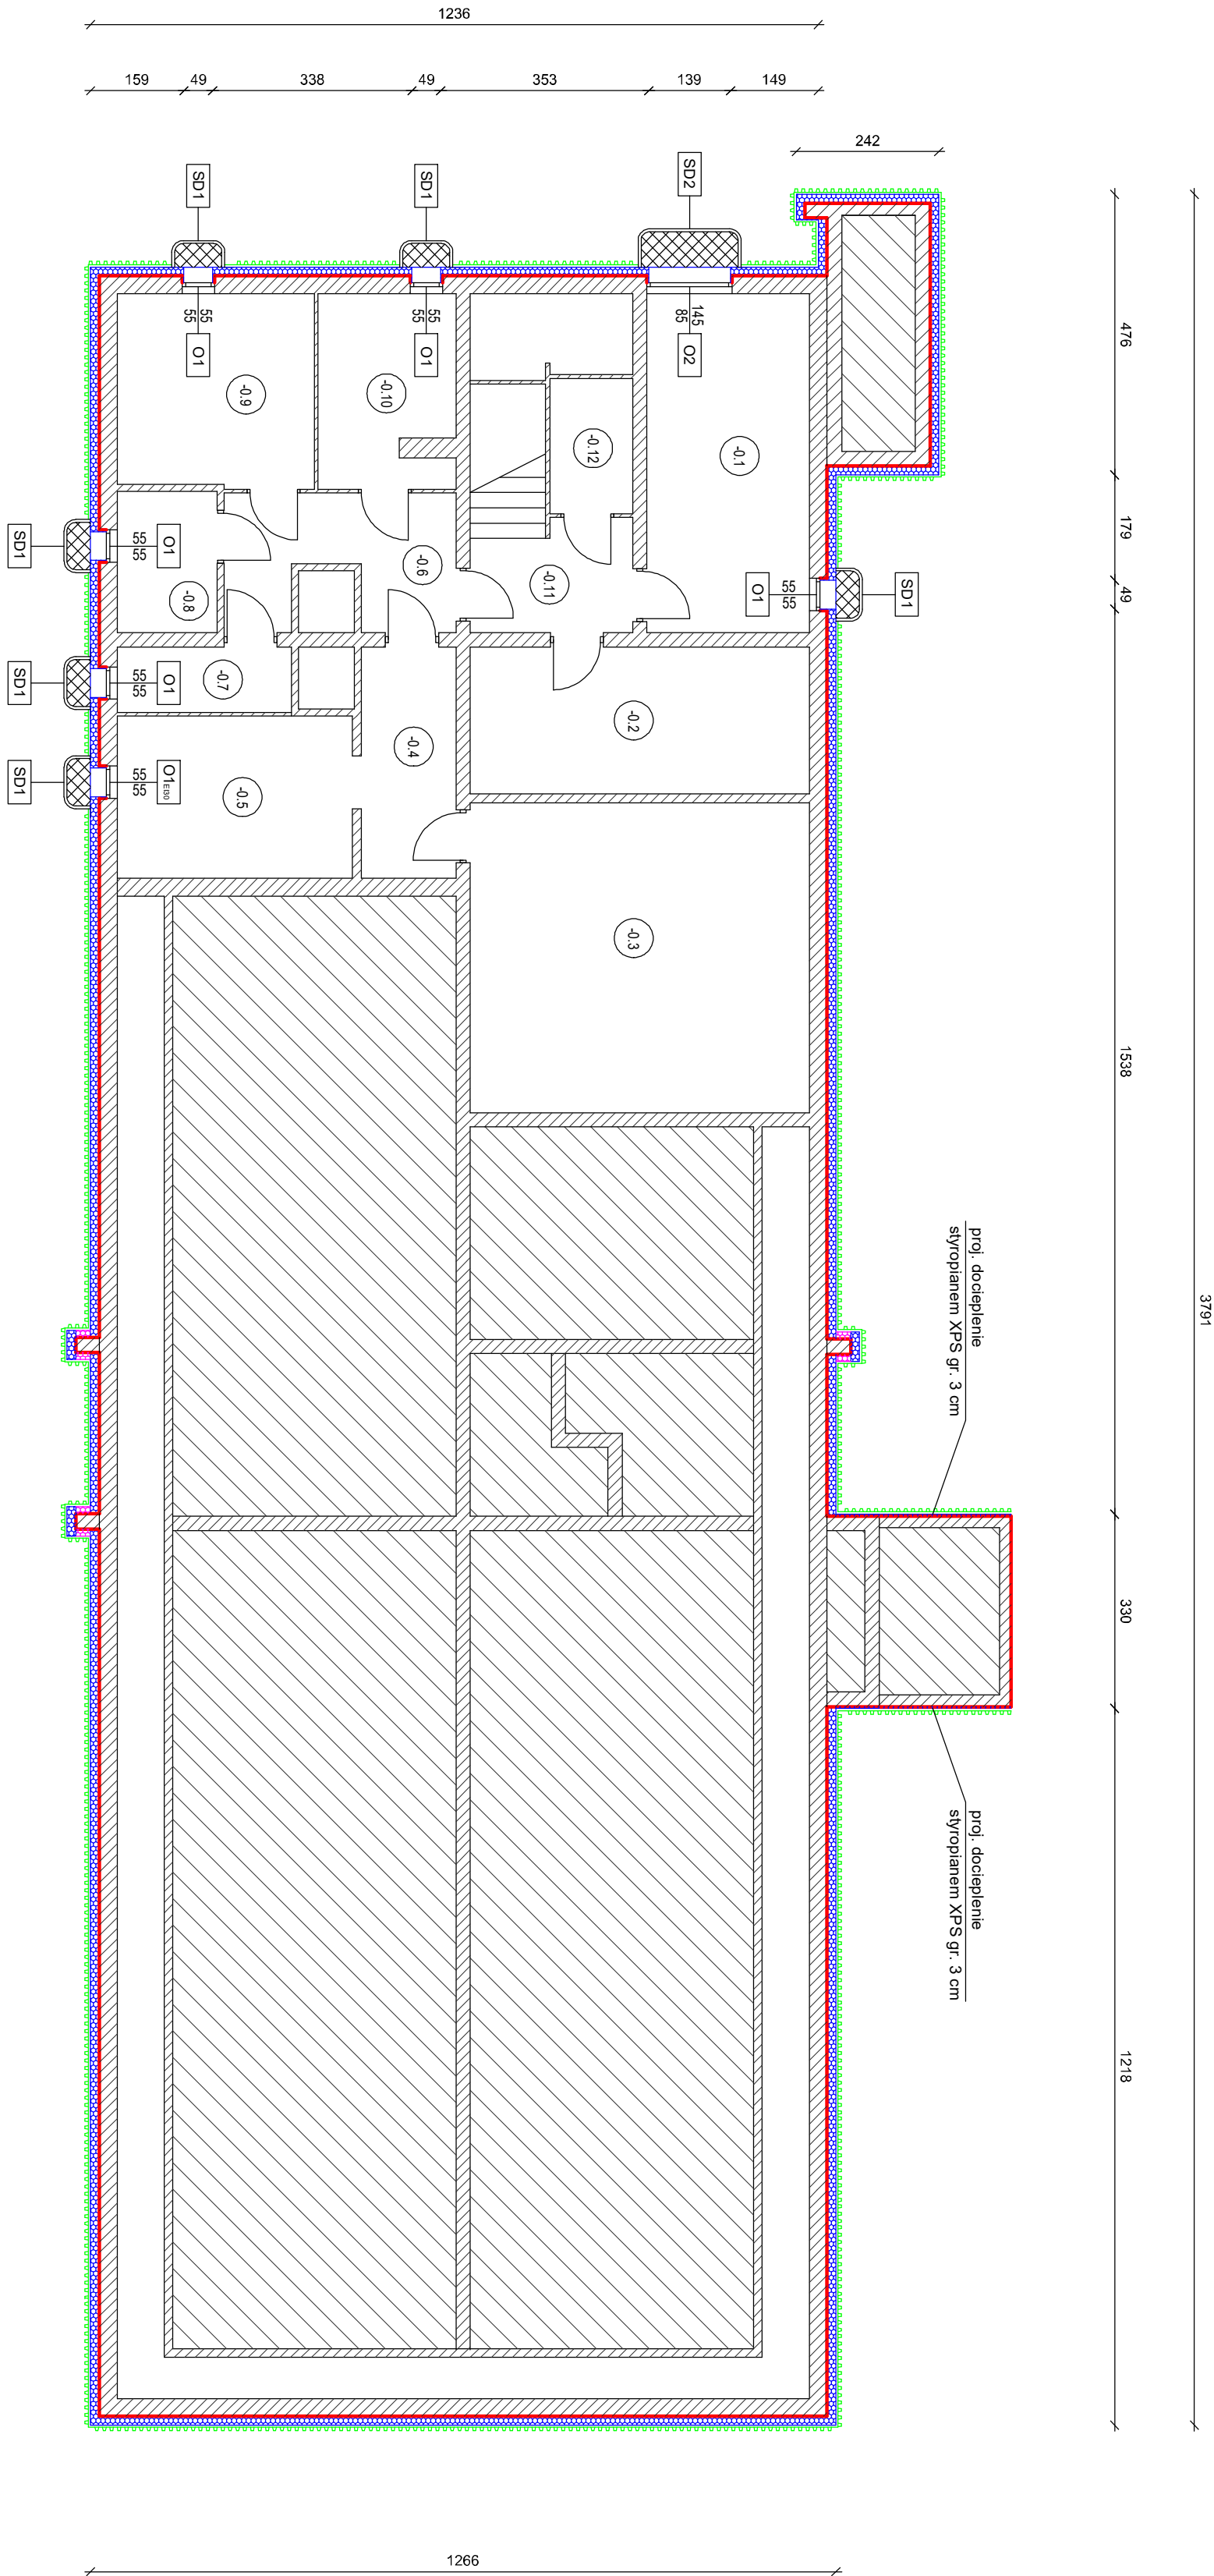 1236
159
49
338
49
353
139
149
242
SD1
SD1
SD2
55
55
O1
55
55
O1
145
85
O2
476
-0.9
-0.10
-0.12
-0.1
SD1
55
55
O1
-0.8
-0.6
-0.11
O1
55
55
SD1
179
49
SD1
55
55
O1
-0.7
-0.2
-0.4
SD1
55
55
O1 EI30
-0.5
-0.3
1538
proj. docieplenie
styropianem XPS gr. 3 cm
3791
330
proj. docieplenie
styropianem XPS gr. 3 cm
1218
1266